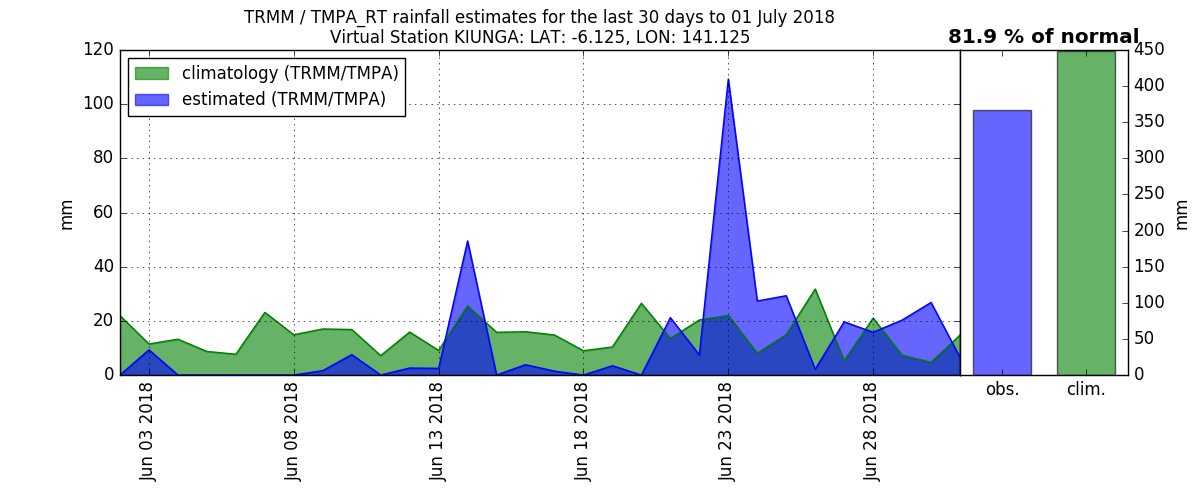 TRMM / TMPA_RT rainfall estimates for the last 30 days to 01 July 2018
Virtual Station KIUNGA: LAT: -6.125, LON: 141.125
81.9 % of normal
climatology (TRMM/TMPA)
estimated (TRMM/TMPA)
mm
120
100
80
60
40
20
0
Jun 03 2018
Jun 08 2018
Jun 13 2018
Jun 18 2018
Jun 23 2018
Jun 28 2018
obs.
clim.
450
400
350
300
250
200
150
100
50
0
mm